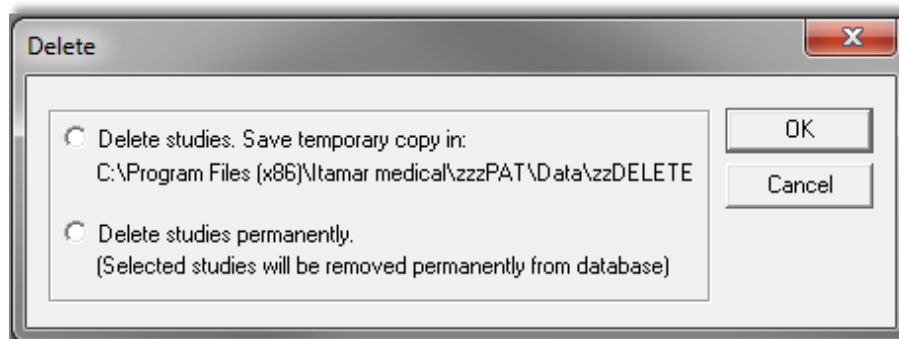 Delete
Delete studies. Save temporary copy in:
C:\Program Files (x86)\Itamar medical\zzzPAT\Data\zzDELETE
Delete studies permanently.
(Selected studies will be removed permanently from database)
OK
Cancel